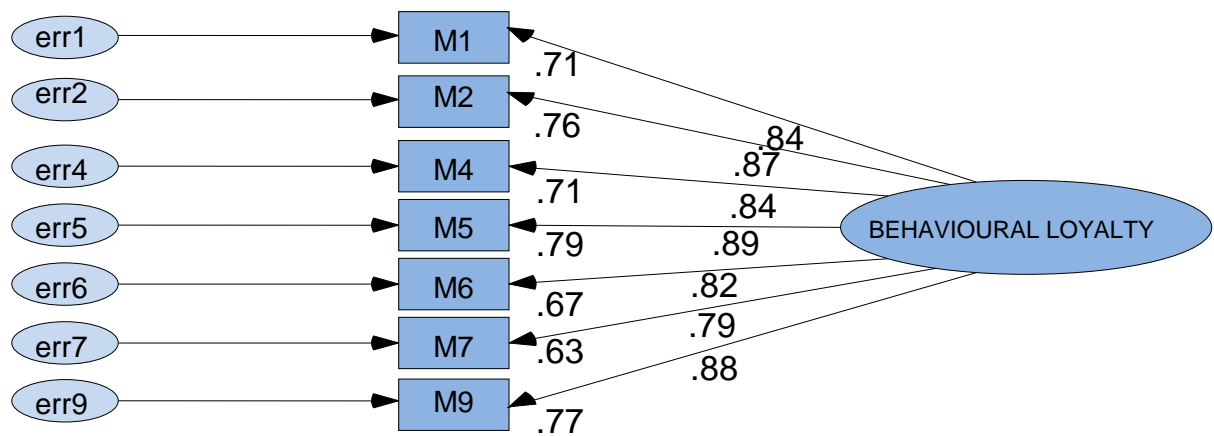 err1
M1
.71
err2
M2
.76
.84
.87
err4
M4
.71
.84
BEHAVIOURAL LOYALTY
err5
M5
.79
.89
err6
M6
.67
.82
err7
M7
.63
.79
.88
err9
M9
.77